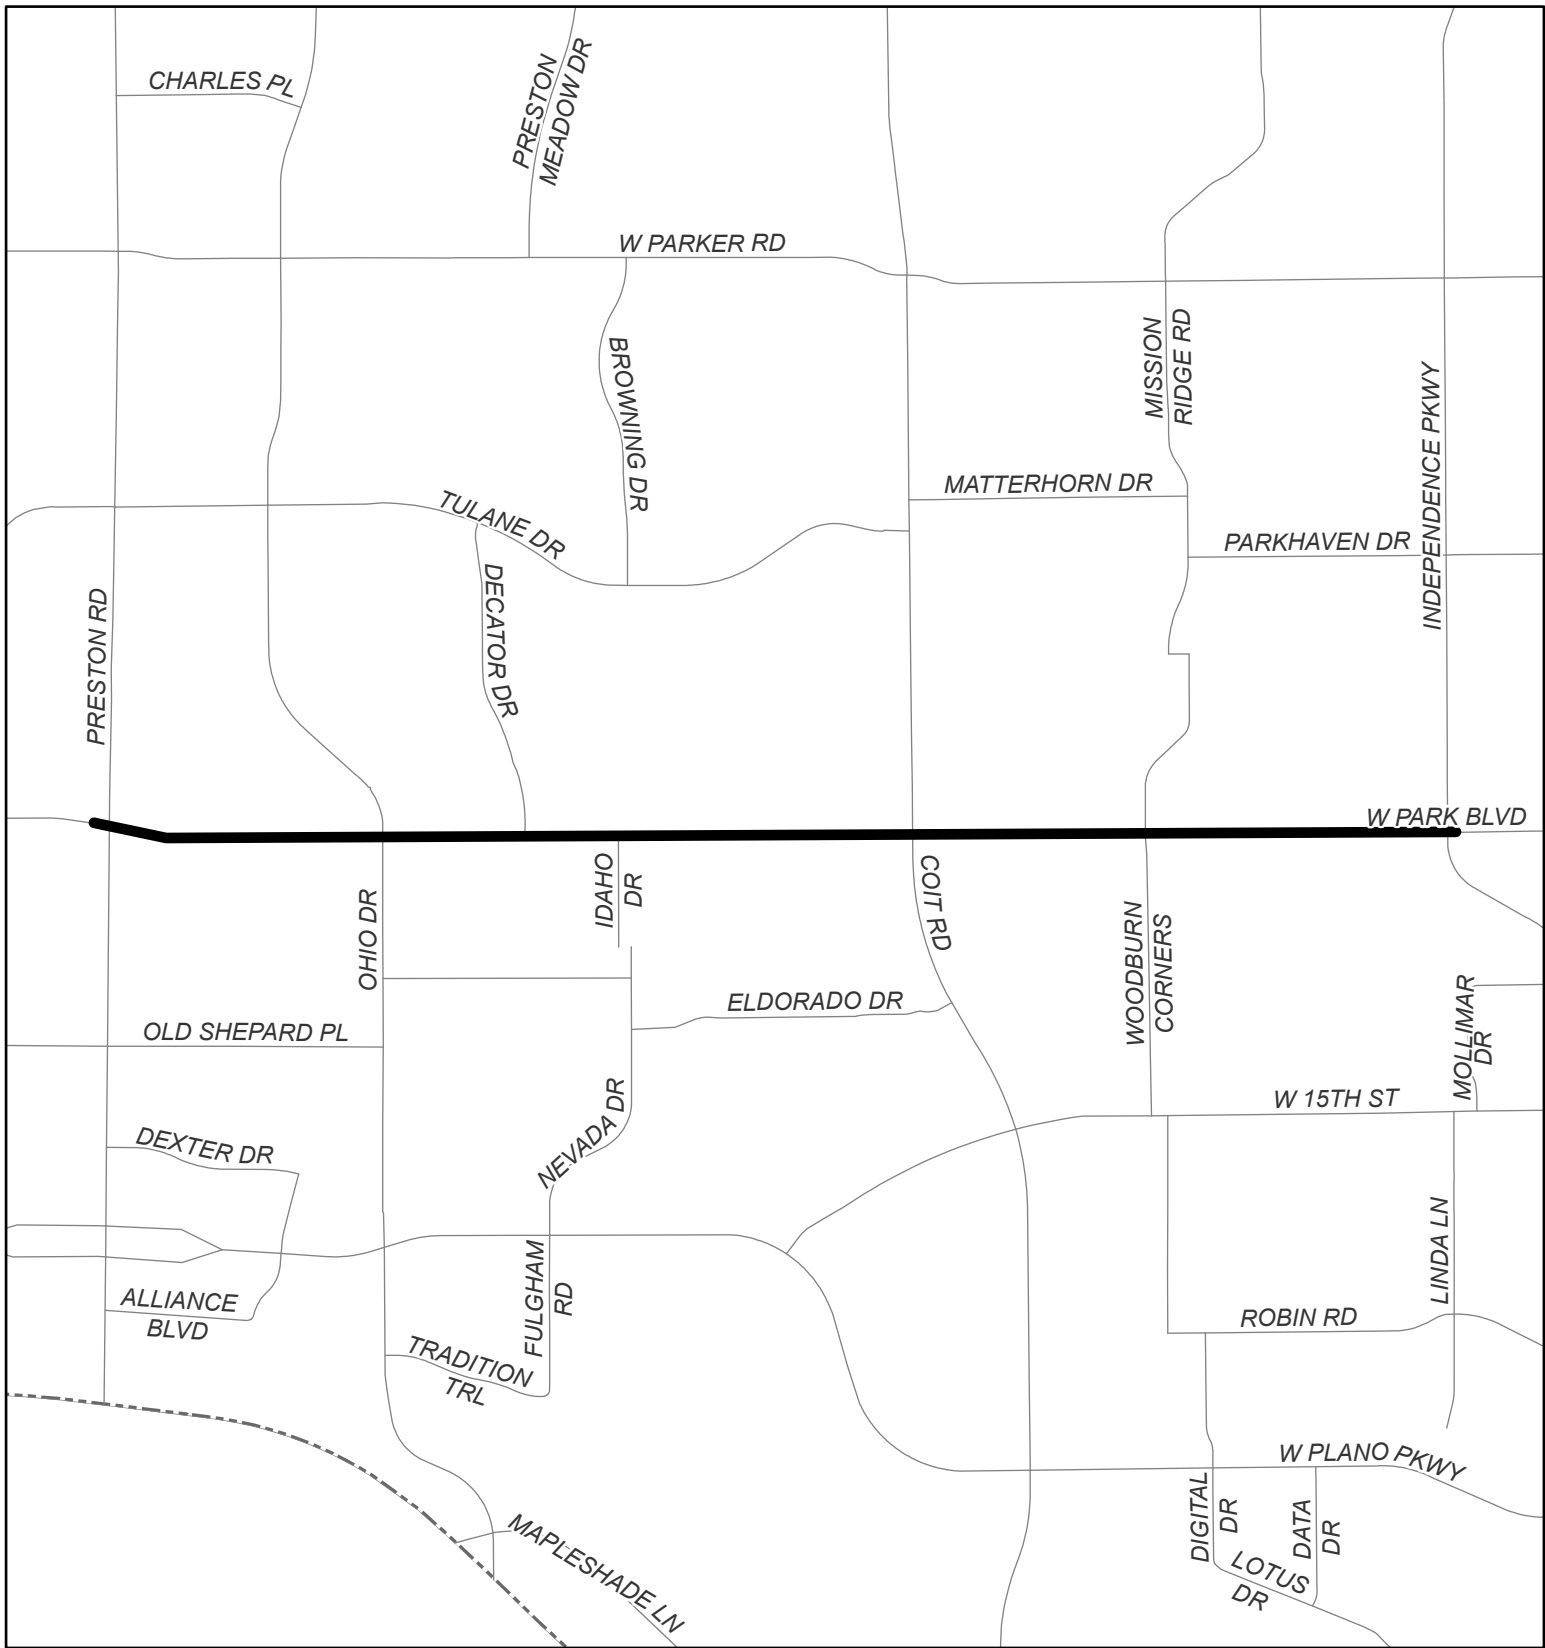 CHARLES PL
PRESTON
MEADOW DR
W PARKER RD
BROWNING DR
MISSION
RIDGE RD
INDEPENDENCE PKWY
MATTERHORN DR
TULANE DR
PARKHAVEN DR
DECATOR DR
PRESTON RD
W PARK BLVD
IDAHO
DR
COIT RD
OHIO DR
WOODBURN
CORNERS
ELDORADO DR
MOLLIMAR
DR
OLD SHEPARD PL
NEVADA DR
W 15TH ST
DEXTER DR
LINDA LN
FULGHAM
RD
ALLIANCE
BLVD
ROBIN RD
TRADITION
TRL
W PLANO PKWY
DIGITAL
DR
DATA
DR
MAPLESHADE LN
LOTUS
DR